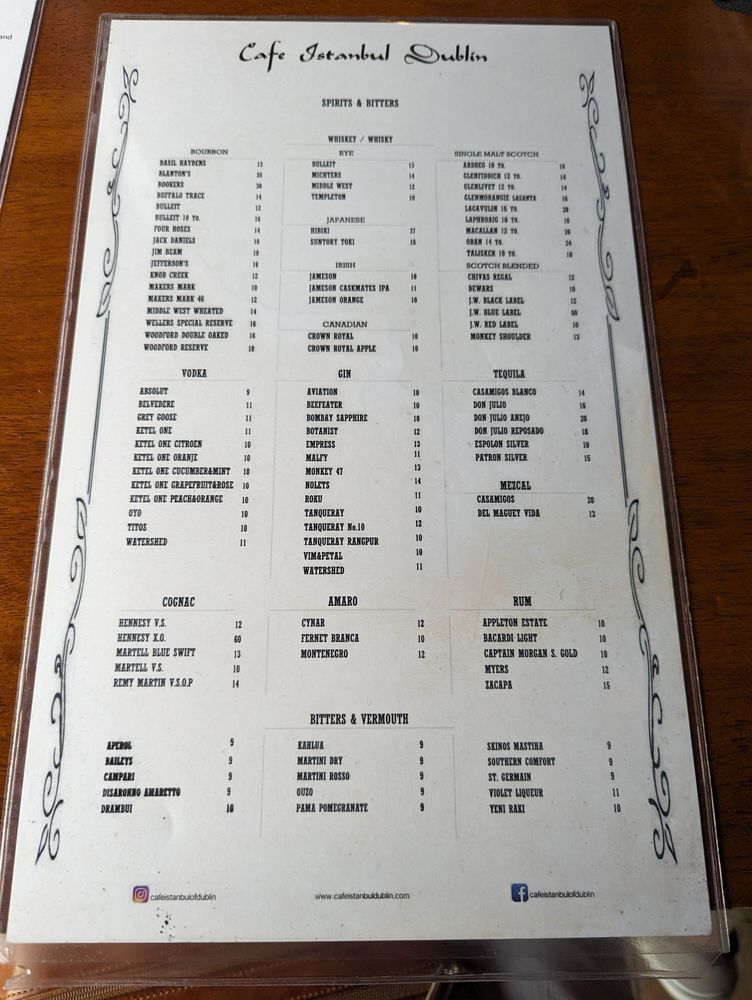 and
Cafe Istanbul Dublin
SPIRITS & BITTERS
WHISKEY / WHISKY
BOURBON
BASIL HAYDENS 13
BLANTON'S 35
BOOKERS 30
BUFFALO TRACE 14
BULLEIT 12
BULLEIT 10 YO. 16
FOUR ROSES 14
JACK DANIELS 10
JIM BEAM 10
JEFFERSON'S 16
KNOB CREEK 12
MAKERS MARK 10
MAKERS MARK 46 12
MIDDLE WEST WHEATED 14
WELLERS SPECIAL RESERVE 16
WOODFORD DOUBLE OAKED 16
WOODFORD RESERVE 10
RYE
BULLEIT 13
MICHTERS 14
MIDDLE WEST 12
TEMPLETON 10
JAPANESE
HIBIKI 37
SUNTORY TOKI 15
IRISH
JAMESON 10
JAMESON CASKMATES IPA 11
JAMESON ORANGE 10
CANADIAN
CROWN ROYAL 10
CROWN ROYAL APPLE 10
SINGLE MALT SCOTCH
ARDBEG 10 YO. 16
GLENFIDDICH 12 YO. 14
GLENLIVET 12 YO. 14
GLENMORANGIE LASANTA 16
LAGAVULIN 16 YO. 28
LAPHROAIG 10 YO. 18
MACALLAN 12 YO. 26
OBAN 14 YO. 24
TALISKER 10 YO. 16
SCOTCH BLENDED
CHIVAS REGAL 12
DEWARS 10
J.W. BLACK LABEL 12
J.W. BLUE LABEL 60
J.W. RED LABEL 10
MONKEY SHOULDER 13
VODKA
ABSOLUT 9
BELVEDERE 11
GREY GOOSE 11
KETEL ONE 11
KETEL ONE CITROEN 10
KETEL ONE ORANJE 10
KETEL ONE CUCUMBER&MINT 10
KETEL ONE GRAPEFRUIT&ROSE 10
KETEL ONE PEACH&ORANGE 10
OYO 10
TITOS 10
WATERSHED 11
GIN
AVIATION 10
BEEFEATER 10
BOMBAY SAPPHIRE 10
BOTANIST 12
EMPRESS 13
MALFY 11
MONKEY 47 13
NOLETS 14
ROKU 11
TANQUERAY 10
TANQUERAY No.10 12
TANQUERAY RANGPUR 10
VIM&PETAL 10
WATERSHED 11
TEQUILA
CASAMIGOS BLANCO 14
DON JULIO 16
DON JULIO ANEJO 20
DON JULIO REPOSADO 18
ESPOLON SILVER 10
PATRON SILVER 15
MEZCAL
CASAMIGOS 20
DEL MAGUEY VIDA 13
COGNAC
HENNESY V.S. 12
HENNESY X.O. 60
MARTELL BLUE SWIFT 13
MARTELL V.S. 10
REMY MARTIN V.S.O.P 14
AMARO
CYNAR 12
FERNET BRANCA 10
MONTENEGRO 12
RUM
APPLETON ESTATE 10
BACARDI LIGHT 10
CAPTAIN MORGAN S. GOLD 10
MYERS 12
ZACAPA 15
BITTERS & VERMOUTH
APEROL 9
BAILEYS 9
CAMPARI 9
DISARONNO AMARETTO 9
DRAMBUI 10
KAHLUA 9
MARTINI DRY 9
MARTINI ROSSO 9
OUZO 9
PAMA POMEGRANATE 9
SKINOS MASTIHA 9
SOUTHERN COMFORT 9
ST. GERMAIN 9
VIOLET LIQUEUR 11
YENI RAKI 10
cafeistanbulofdublin
www.cafeistanbuldublin.com
cafeistanbulofdublin